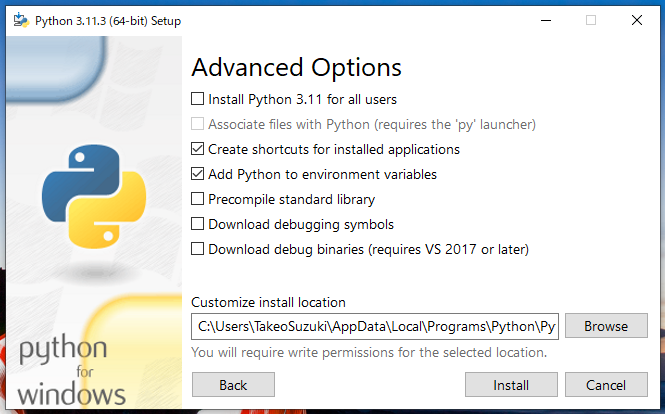 Python 3.11.3 (64-bit) Setup
Advanced Options
Install Python 3.11 for all users
Associate files with Python (requires the 'py' launcher)
Create shortcuts for installed applications
Add Python to environment variables
Precompile standard library
Download debugging symbols
Download debug binaries (requires VS 2017 or later)
Customize install location
C:\Users\TakeoSuzuki\AppData\Local\Programs\Python\Py
Browse
You will require write permissions for the selected location.
python
for
windows
Back
Install
Cancel